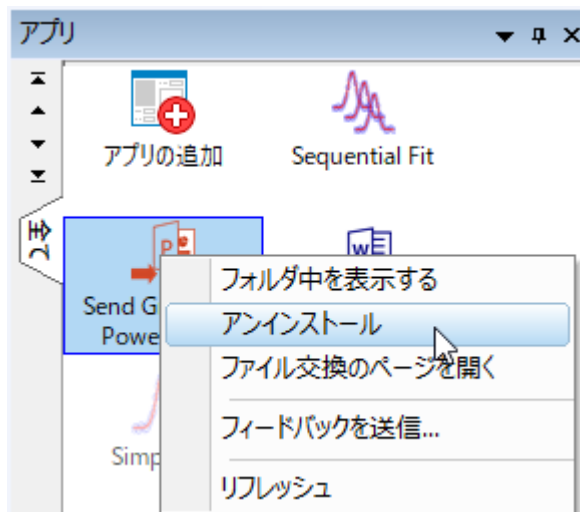 アプリ
アプリの追加
Sequential Fit
全て
Send G
Powe
フォルダ中を表示する
アンインストール
ファイル交換のページを開く
フィードバックを送信...
リフレッシュ
Simp